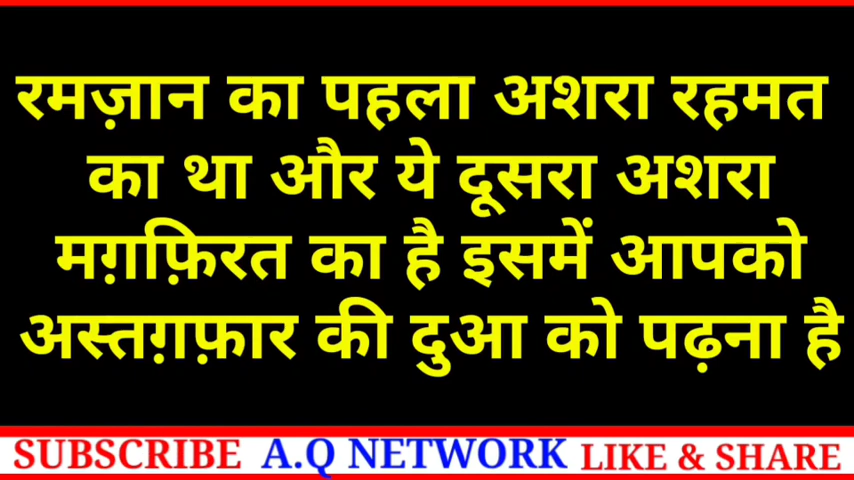 रमज़ान का पहला अशरा रहमत
का था और ये दूसरा अशरा
मग़फ़िरत का है इसमें आपको
अस्तग़फ़ार की दुआ को पढ़ना है
SUBSCRIBE A.Q NETWORK LIKE & SHARE